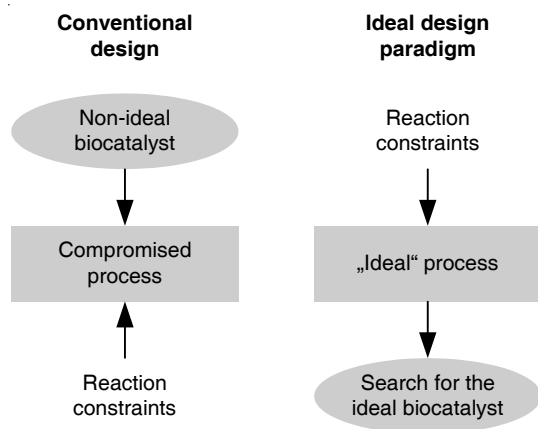 Conventional
design
Non-ideal
biocatalyst
Compromised
process
Reaction
constraints
Ideal design
paradigm
Reaction
constraints
„Ideal“ process
Search for the
ideal biocatalyst